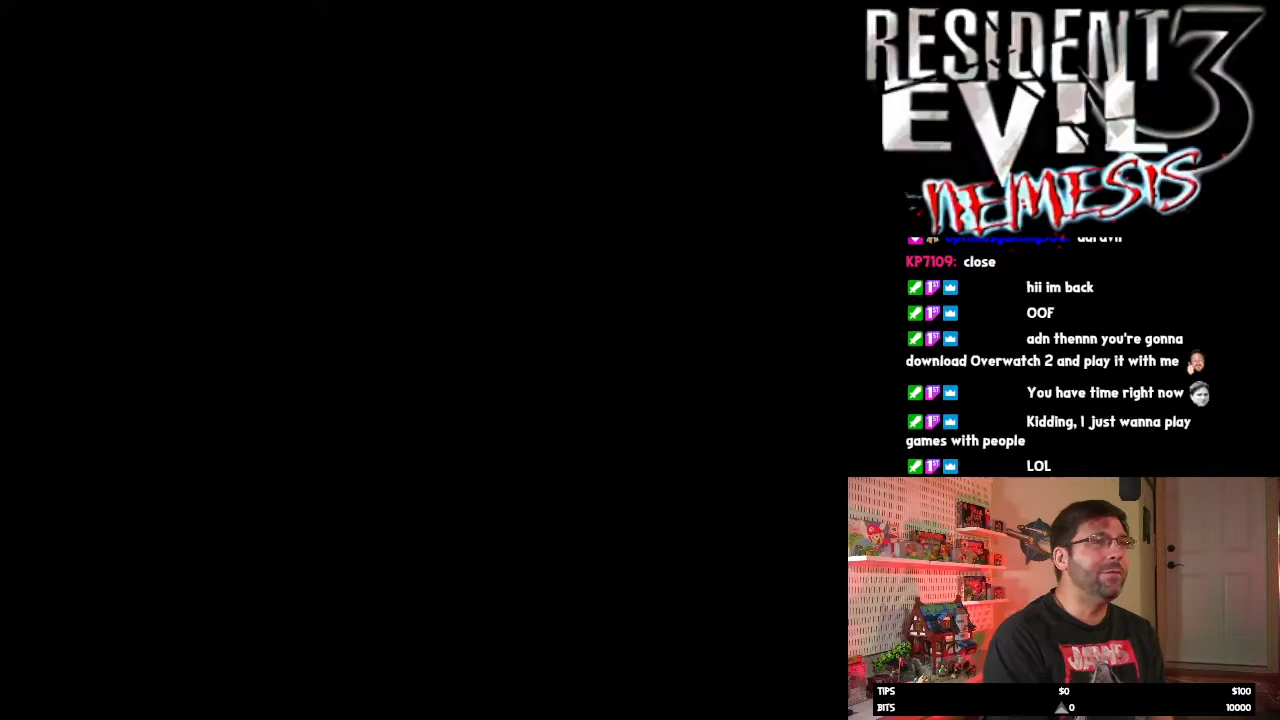 RESIDENT 3
EVIL
NEMESIS
KP7109: close
hii im back
OOF
adn thennn you're gonna
download Overwatch 2 and play it with me
You have time right now
Kidding, I just wanna play
games with people
LOL
TIPS $0 $100
BITS 0 10000